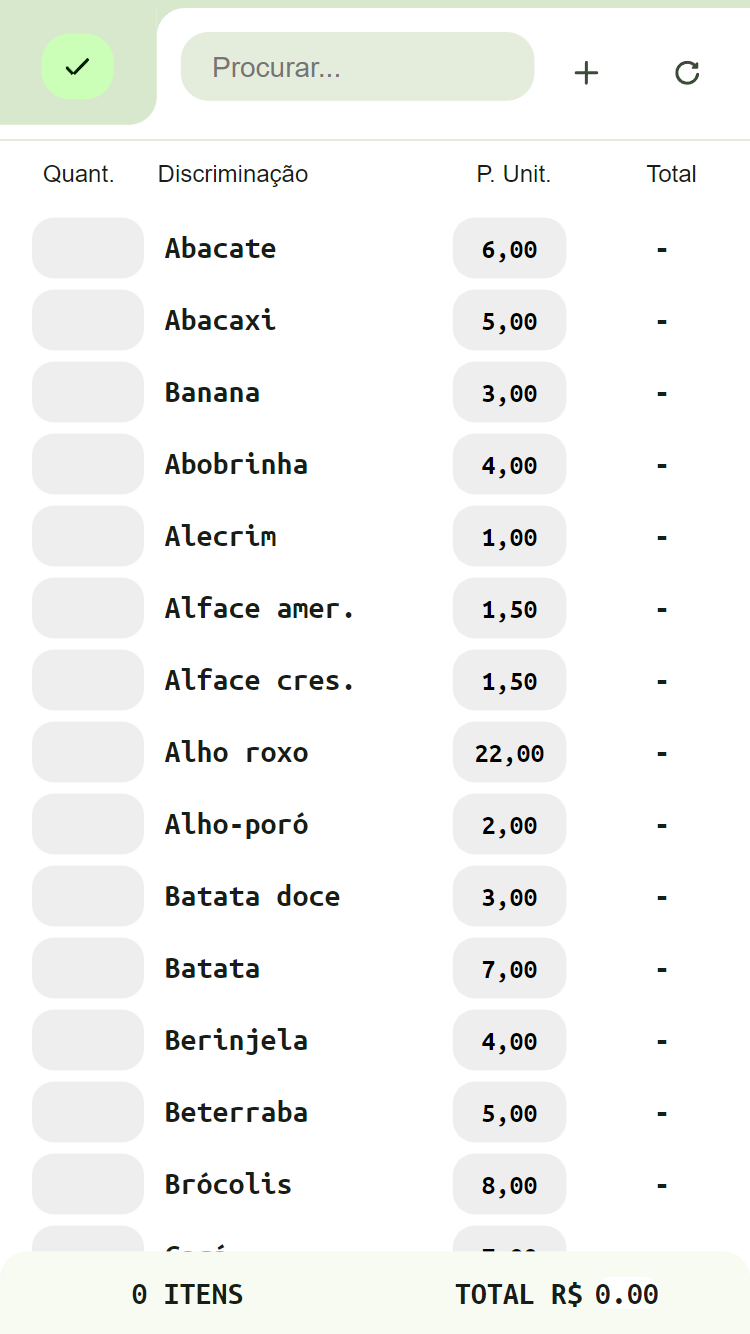 Procurar...
Quant. Discriminação P. Unit. Total
Abacate 6,00 -
Abacaxi 5,00 -
Banana 3,00 -
Abobrinha 4,00 -
Alecrim 1,00 -
Alface amer. 1,50 -
Alface cres. 1,50 -
Alho roxo 22,00 -
Alho-poró 2,00 -
Batata doce 3,00 -
Batata 7,00 -
Berinjela 4,00 -
Beterraba 5,00 -
Brócolis 8,00 -
0 ITENS TOTAL R$ 0.00